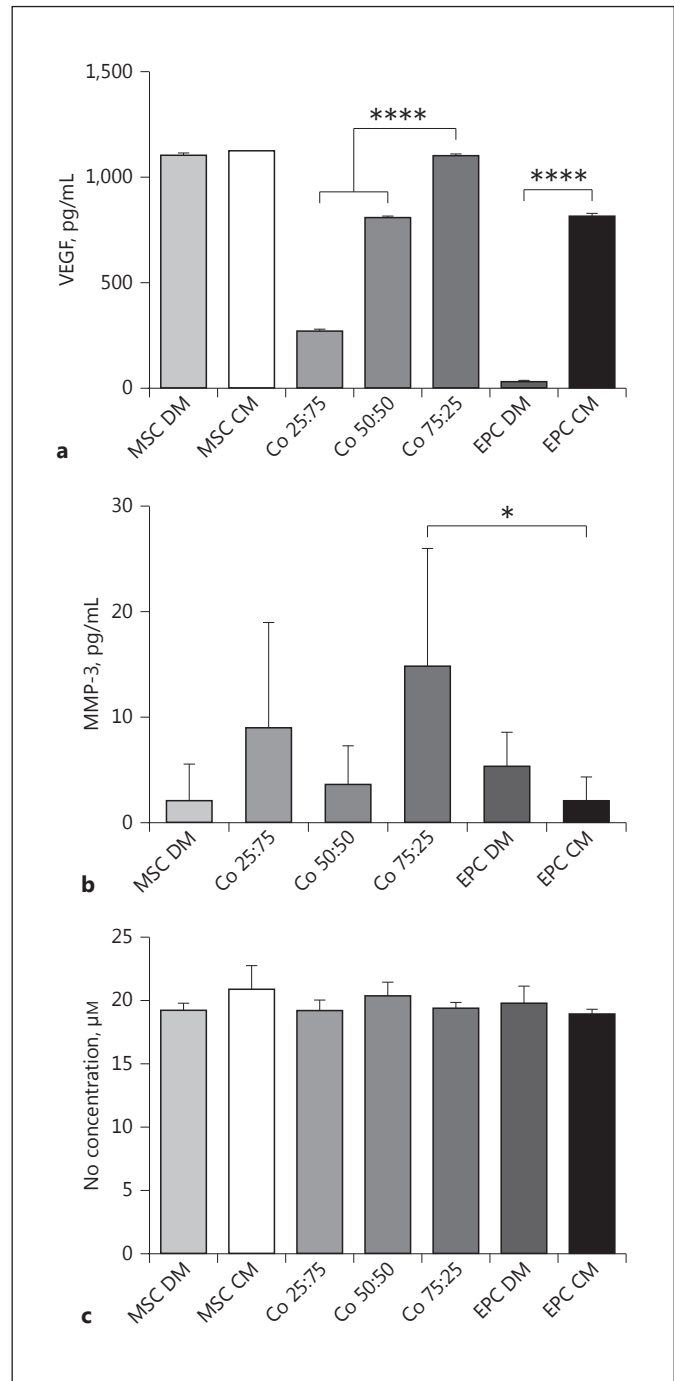 1,500
1,000
500
0
VEGF, pg/mL
****
****
MSC DM
MSC CM
Co 25:75
Co 50:50
Co 75:25
EPC DM
EPC CM
a
30
20
10
0
MMP-3, pg/mL
*
MSC DM
Co 25:75
Co 50:50
Co 75:25
EPC DM
EPC CM
b
25
20
15
10
5
0
No concentration, µM
MSC DM
MSC CM
Co 25:75
Co 50:50
Co 75:25
EPC DM
EPC CM
c